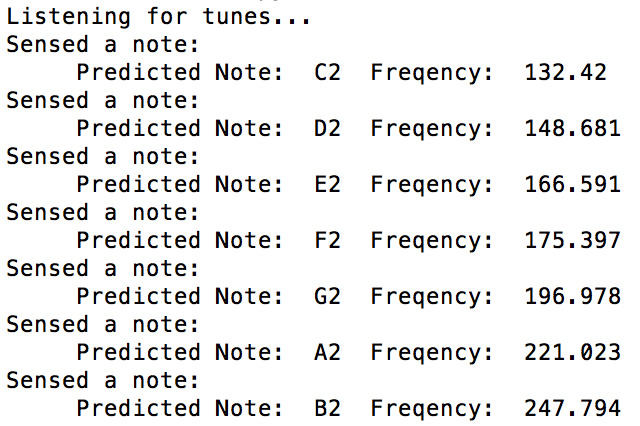 Listening for tunes...
Sensed a note:
Predicted Note: C2 Freqency: 132.42
Sensed a note:
Predicted Note: D2 Freqency: 148.681
Sensed a note:
Predicted Note: E2 Freqency: 166.591
Sensed a note:
Predicted Note: F2 Freqency: 175.397
Sensed a note:
Predicted Note: G2 Freqency: 196.978
Sensed a note:
Predicted Note: A2 Freqency: 221.023
Sensed a note:
Predicted Note: B2 Freqency: 247.794